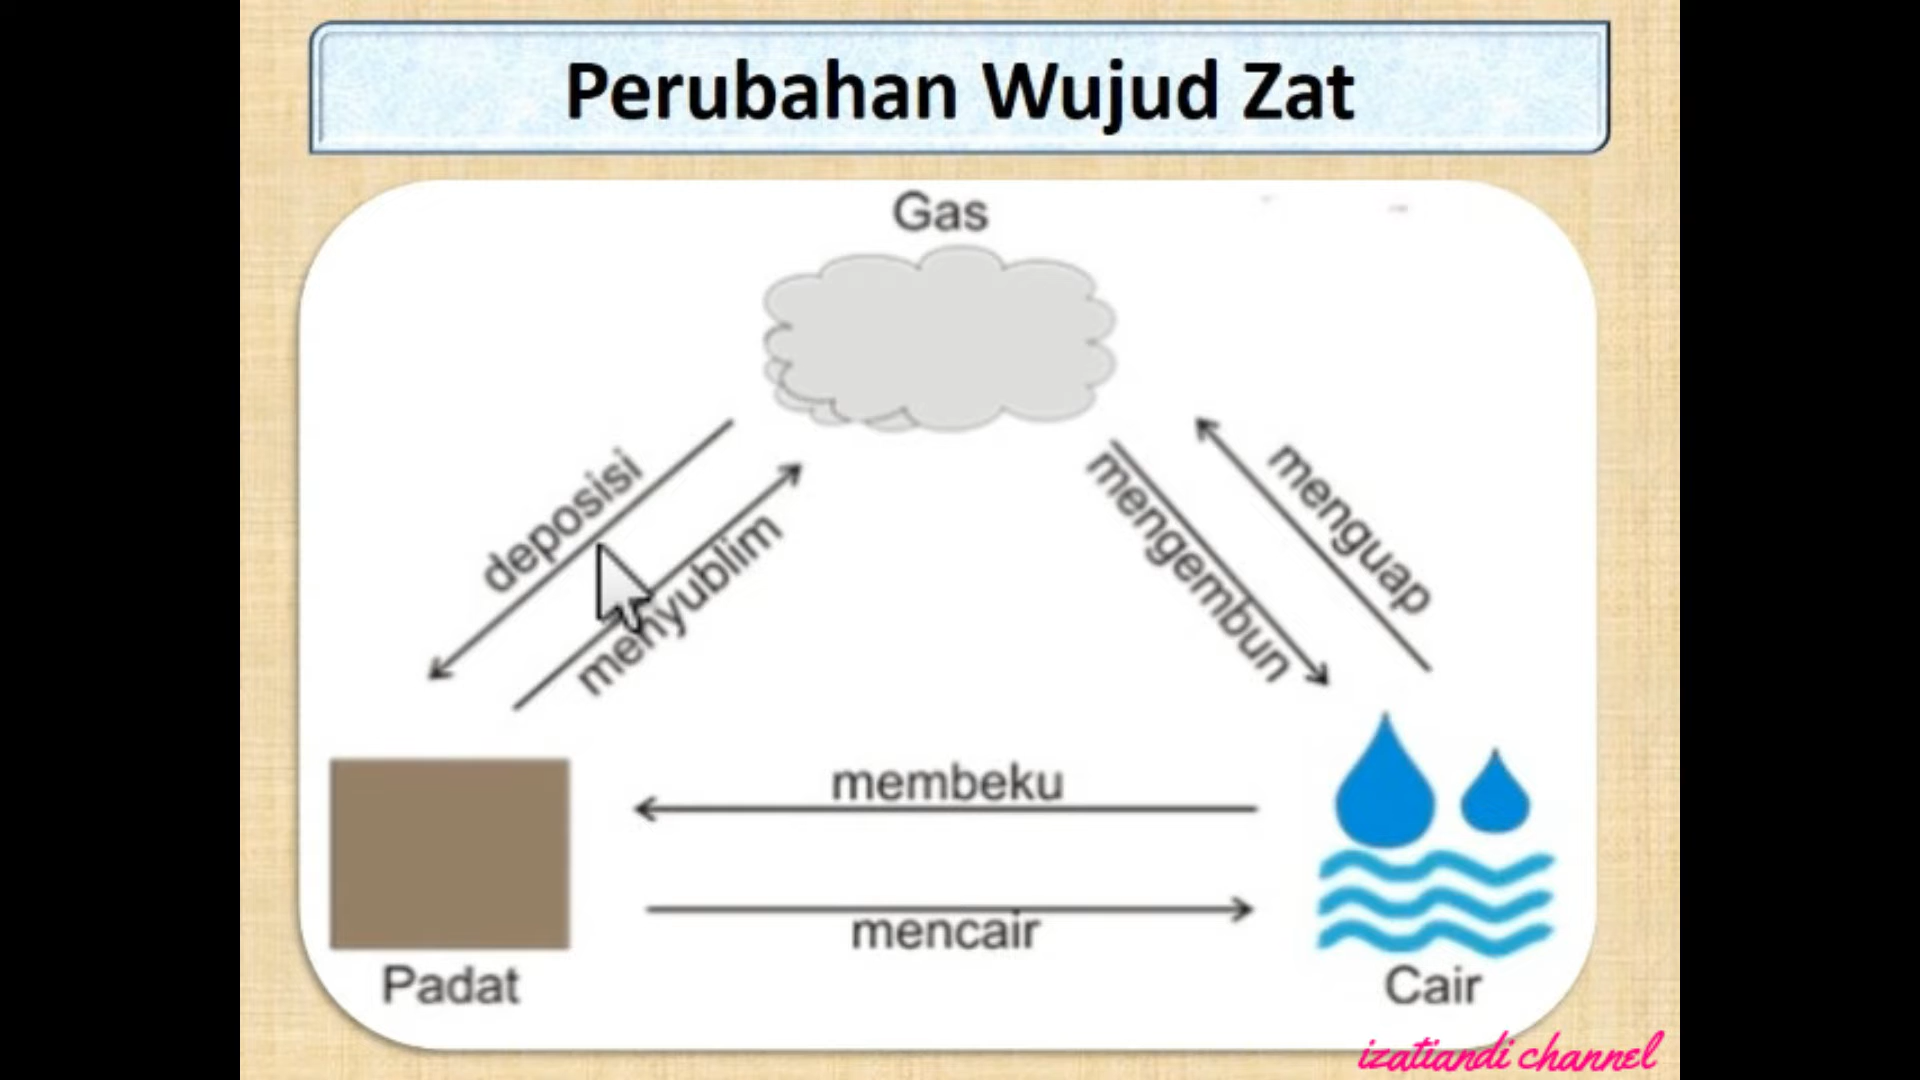 Perubahan Wujud Zat
Gas
deposisi
menyublim
mengembun
menguap
membeku
mencair
Padat
Cair
izatiandi channel